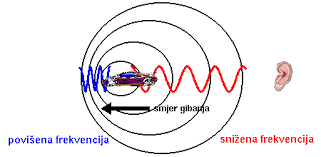 smjer gibanja
povišena frekvencija
snižena frekvencija